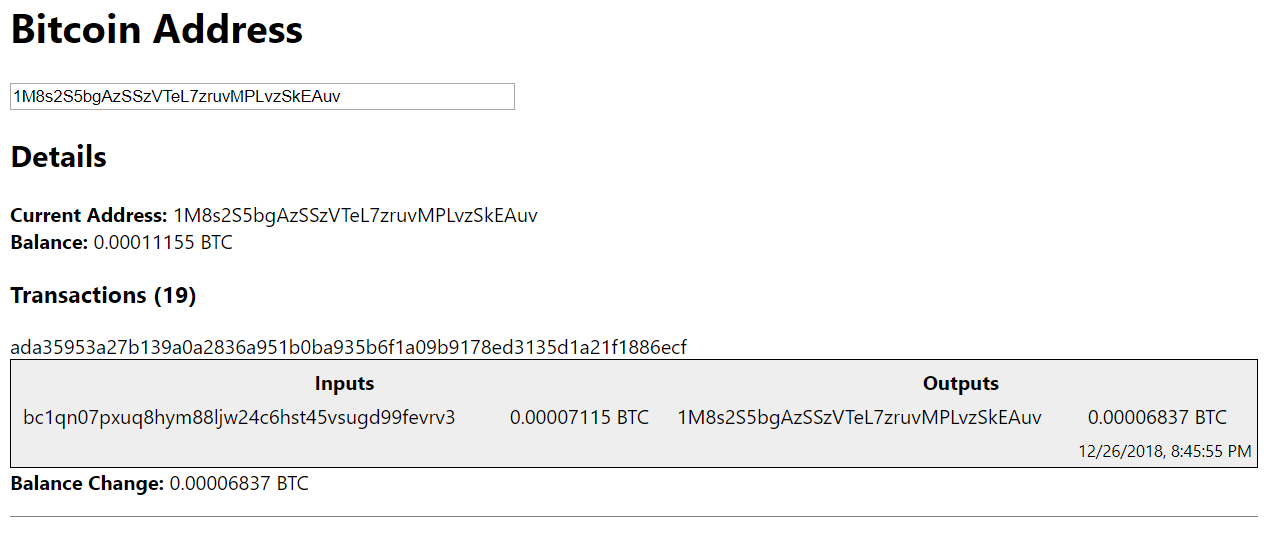 Bitcoin Address
1M8s2S5bgAzSSzVTeL7zruvMPLvzSkEAuv
Details
Current Address: 1M8s2S5bgAzSSzVTeL7zruvMPLvzSkEAuv
Balance: 0.00011155 BTC
Transactions (19)
ada35953a27b139a0a2836a951b0ba935b6f1a09b9178ed3135d1a21f1886ecf
Inputs Outputs
bc1qn07pxuq8hym88ljw24c6hst45vsugd99fevrv3 0.00007115 BTC 1M8s2S5bgAzSSzVTeL7zruvMPLvzSkEAuv 0.00006837 BTC
12/26/2018, 8:45:55 PM
Balance Change: 0.00006837 BTC